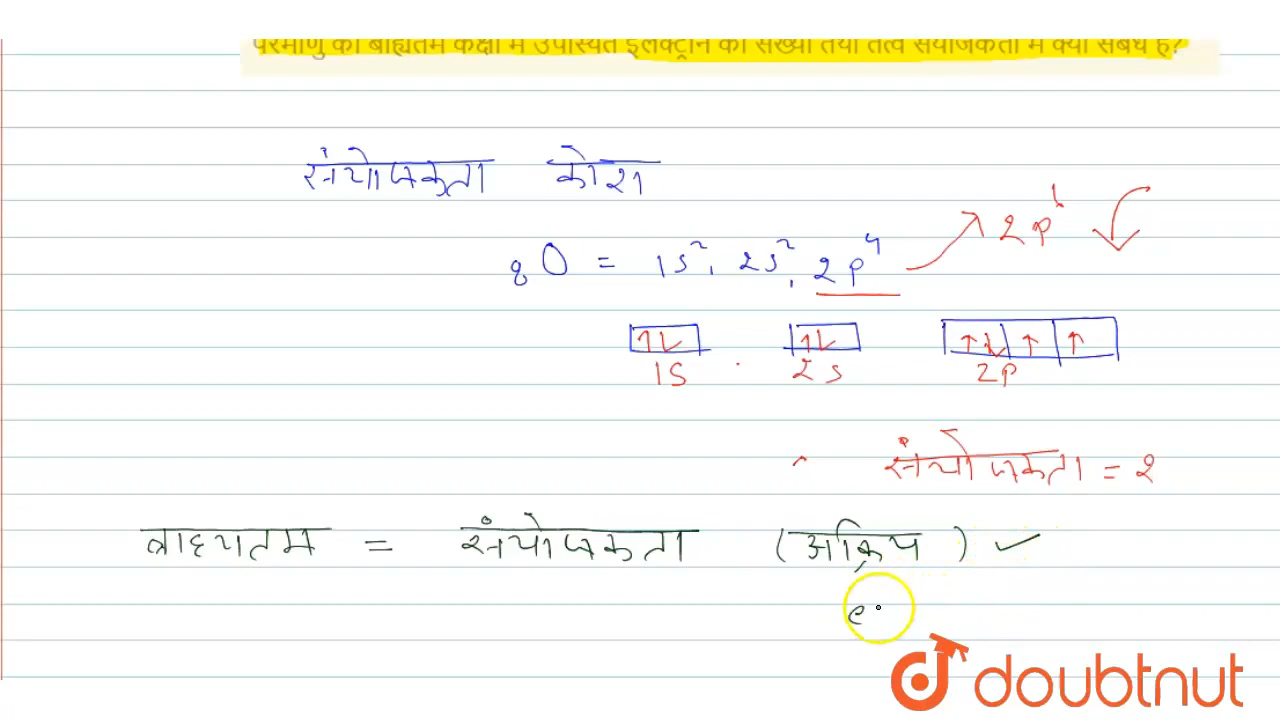 परमाणु की बाह्यतम कक्षा में उपस्थित इलेक्ट्रॉन की संख्या तथा तत्व संयोजकता में क्या संबंध है?
संयोजकता कोश
8O = 1s², 2s², 2p⁴
2p⁶
↑↓ ↑↓ ↑↓ ↑ ↑
1s 2s 2p
संयोजकता = 2
बाह्यतम = संयोजकता (अक्रिय) ✓
e
doubtnut